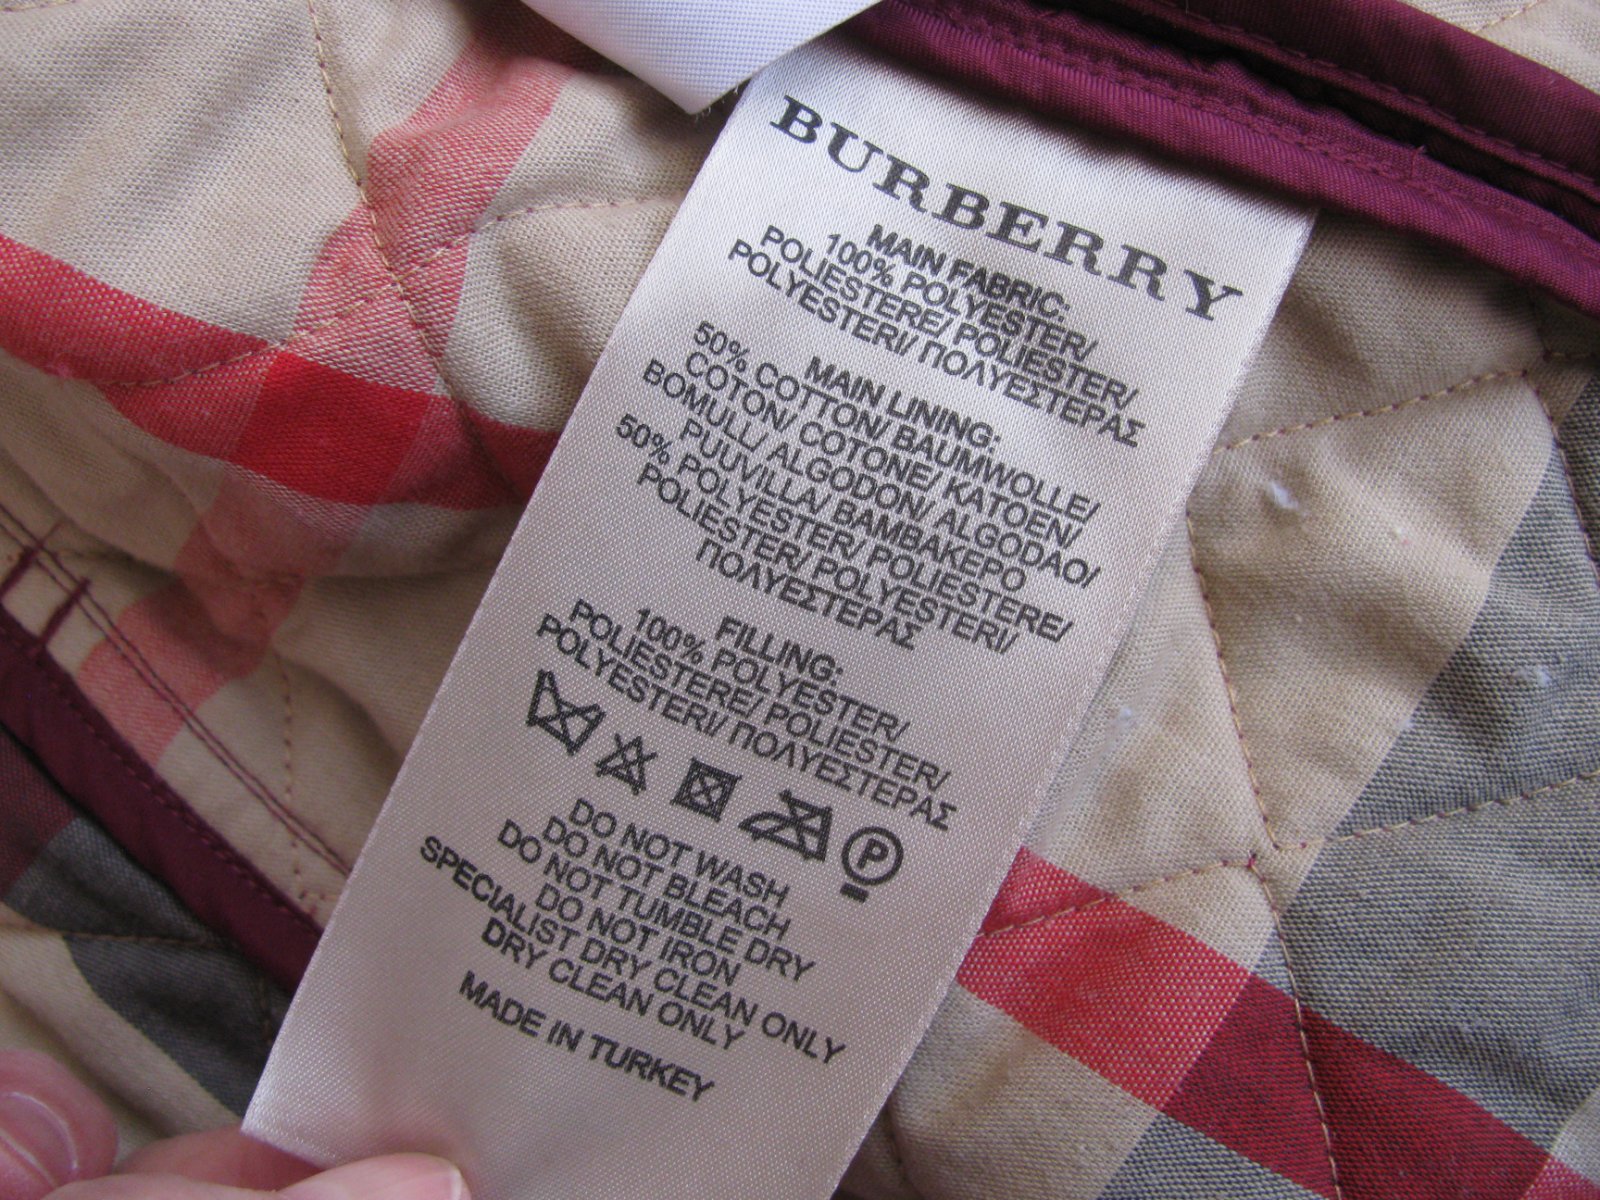 BURBERRY
MAIN FABRIC:
100% POLYESTER/
POLIESTERE/ POLIESTER/
POLYESTERI/ ΠΟΛΥΕΣΤΕΡΑΣ
MAIN LINING:
50% COTTON/ BAUMWOLLE/
COTON/ COTONE/ KATOEN/
BOMULL/ ALGODON/ ALGODAO/
PUUVILLA/ BAMBAKEPO
50% POLYESTER/ POLIESTERE/
POLIESTER/ POLYESTERI/
ΠΟΛΥΕΣΤΕΡΑΣ
FILLING:
100% POLYESTER/
POLIESTERE/ POLIESTER/
POLYESTERI/ ΠΟΛΥΕΣΤΕΡΑΣ
P
DO NOT WASH
DO NOT BLEACH
DO NOT TUMBLE DRY
DO NOT IRON
SPECIALIST DRY CLEAN ONLY
DRY CLEAN ONLY
MADE IN TURKEY